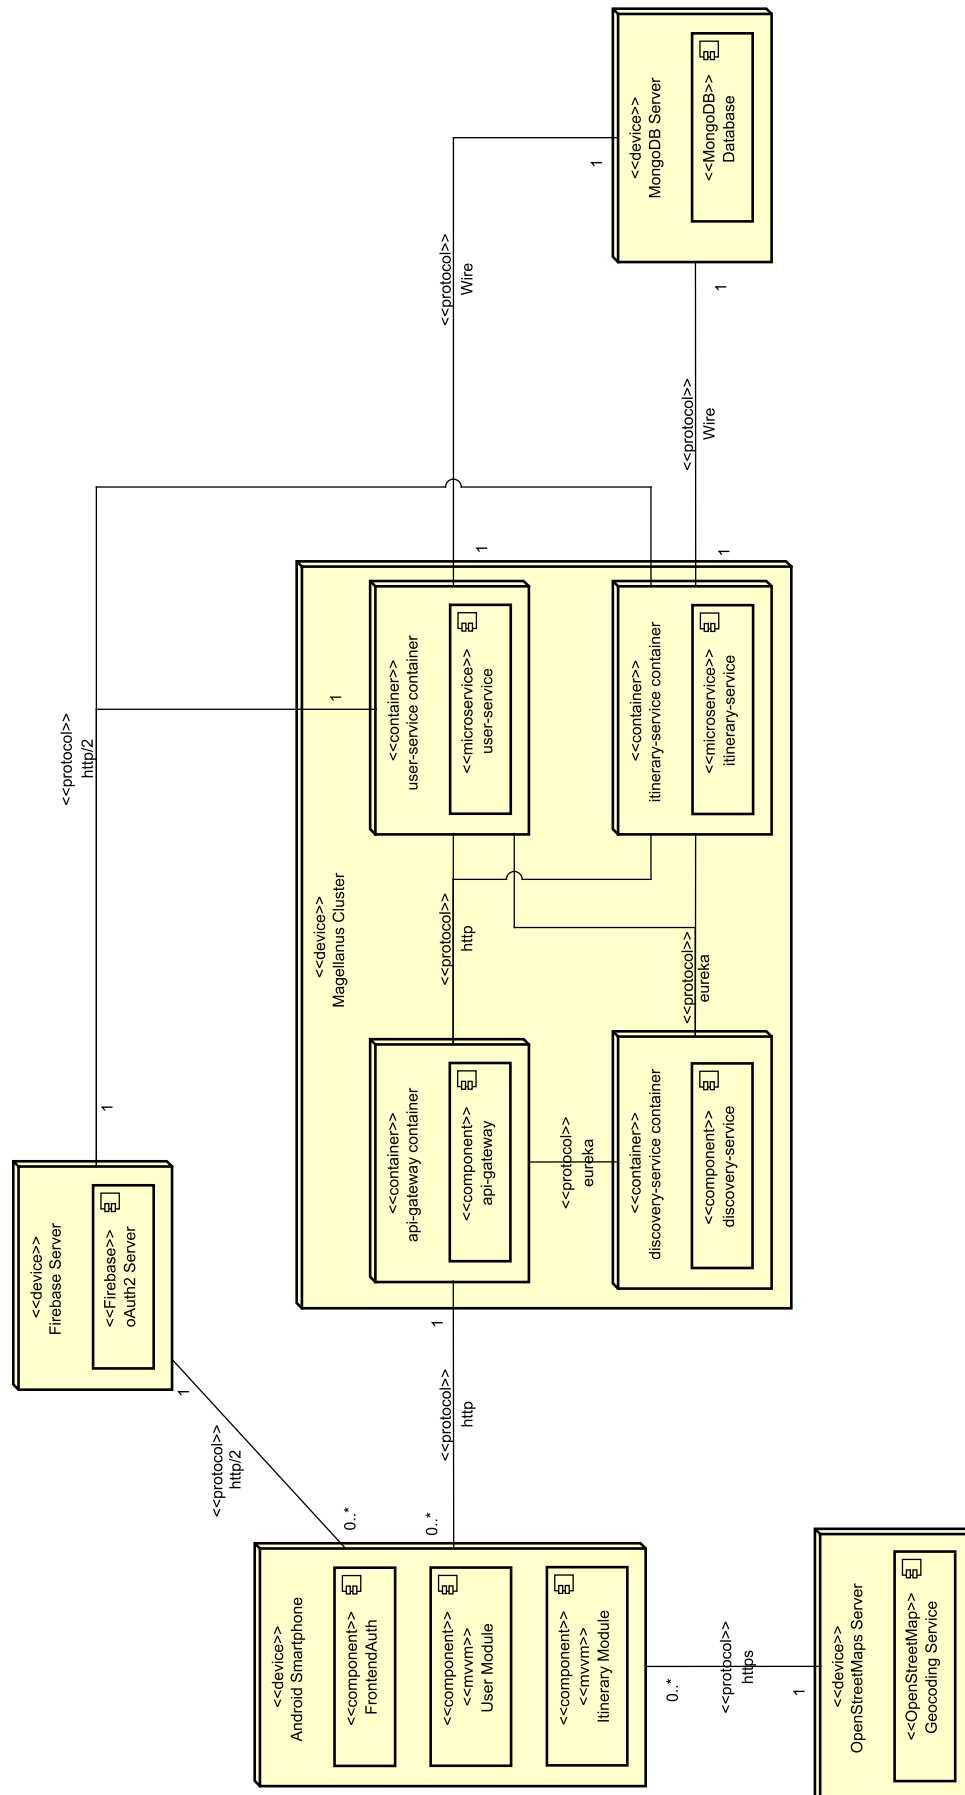 <<device>>
Firebase Server
<<Firebase>>
oAuth2 Server
1
1
<<protocol>>
http/2
<<protocol>>
http/2
0..*
<<device>>
Android Smartphone
<<component>>
FrontendAuth
<<component>>
<<mvvm>>
User Module
<<component>>
<<mvvm>>
Itinerary Module
0..*
<<protocol>>
http
1
<<device>>
Magellanus Cluster
<<container>>
api-gateway container
<<component>>
api-gateway
<<protocol>>
http
<<container>>
user-service container
<<microservice>>
user-service
1
1
<<protocol>>
eureka
<<container>>
discovery-service container
<<component>>
discovery-service
<<protocol>>
eureka
<<container>>
itinerary-service container
<<microservice>>
itinerary-service
1
<<protocol>>
Wire
1
<<protocol>>
Wire
1
<<device>>
MongoDB Server
<<MongoDB>>
Database
0..*
<<protocol>>
https
1
<<device>>
OpenStreetMaps Server
<<OpenStreetMap>>
Geocoding Service